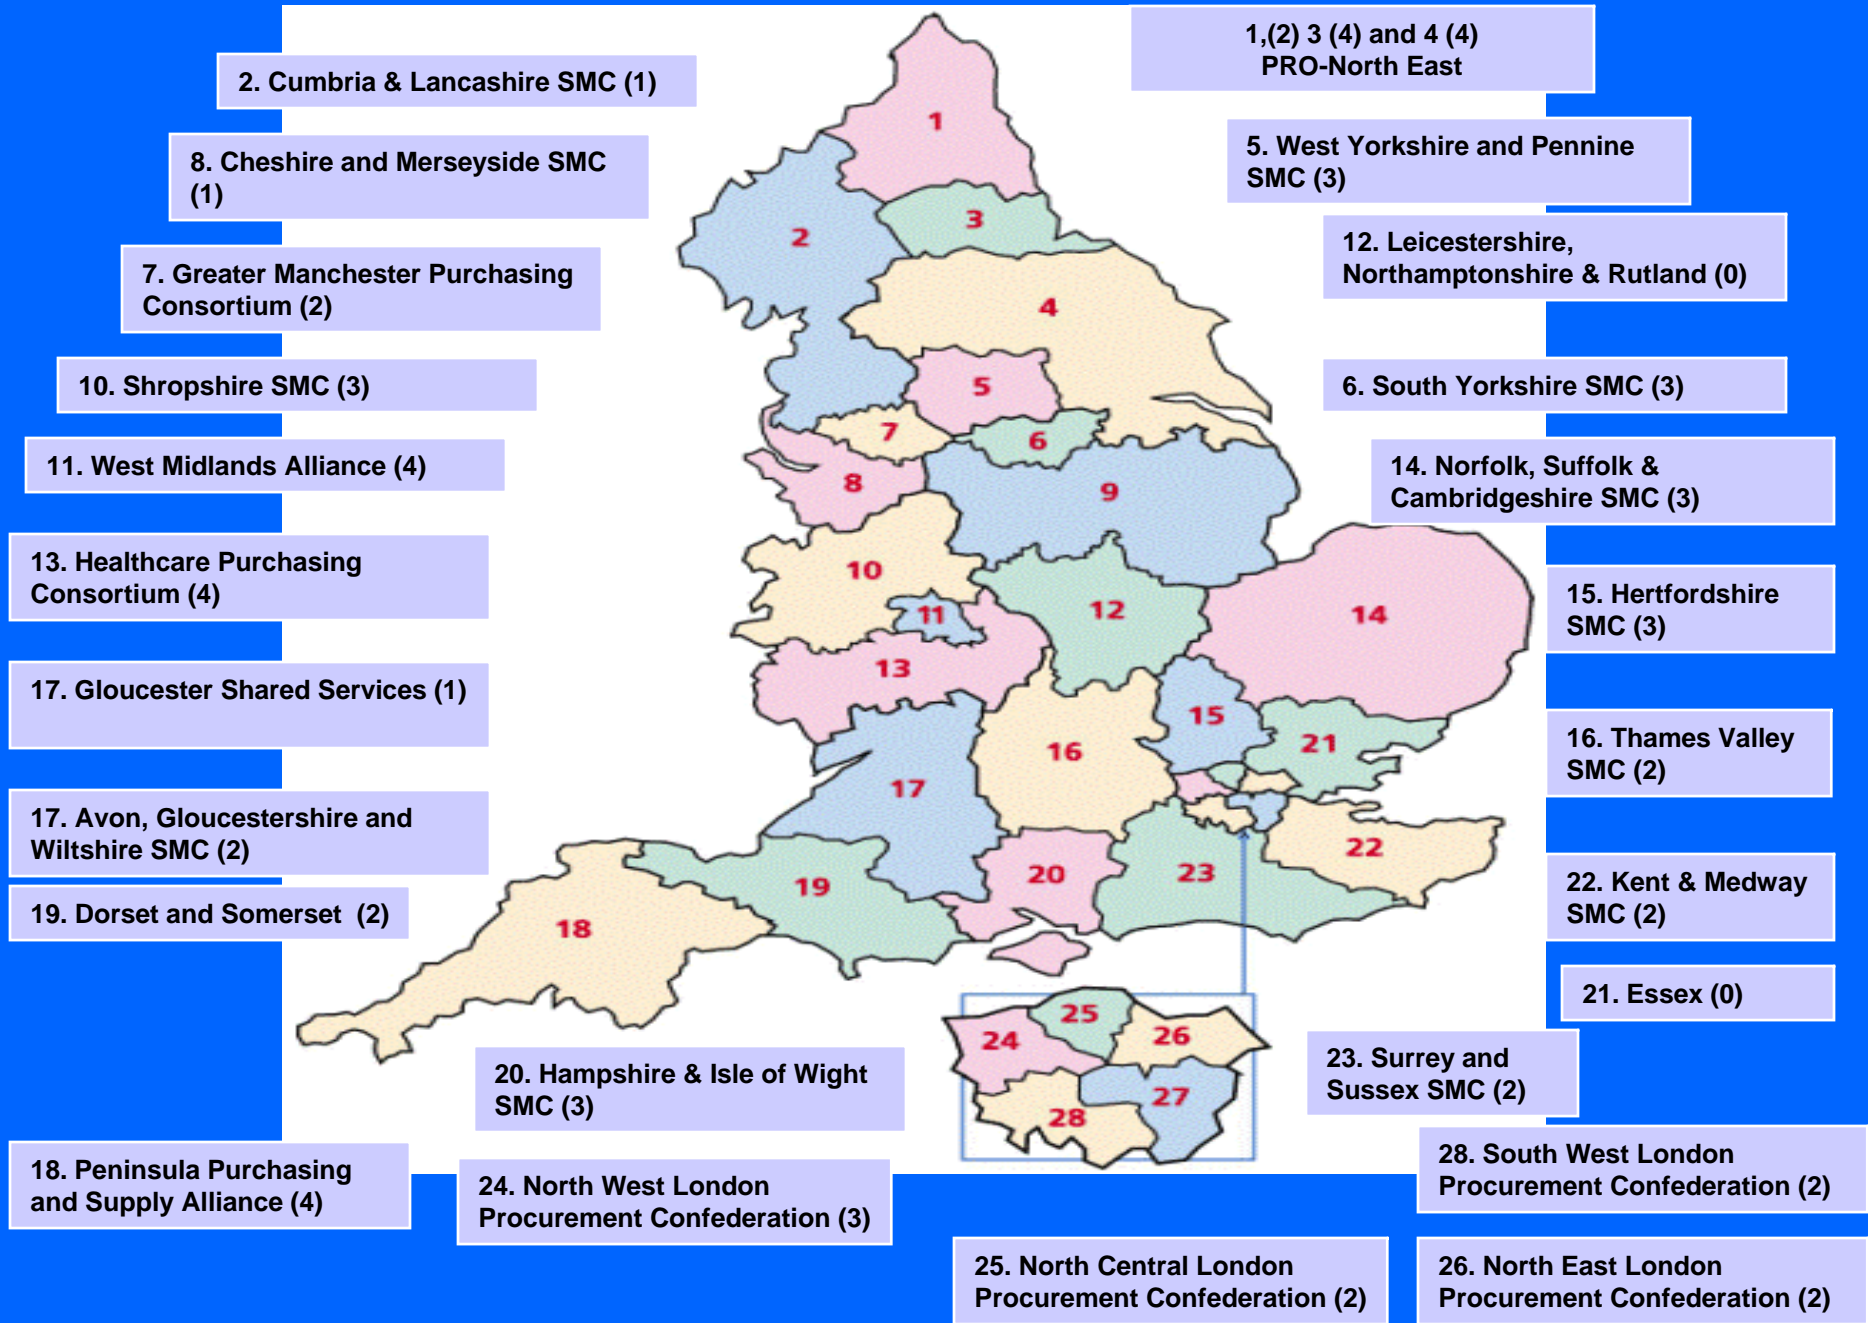 1,(2) 3 (4) and 4 (4)
PRO-North East
2. Cumbria & Lancashire SMC (1)
8. Cheshire and Merseyside SMC
(1)
5. West Yorkshire and Pennine
SMC (3)
12. Leicestershire,
Northamptonshire & Rutland (0)
7. Greater Manchester Purchasing
Consortium (2)
10. Shropshire SMC (3)
6. South Yorkshire SMC (3)
11. West Midlands Alliance (4)
14. Norfolk, Suffolk &
Cambridgeshire SMC (3)
13. Healthcare Purchasing
Consortium (4)
15. Hertfordshire
SMC (3)
17. Gloucester Shared Services (1)
16. Thames Valley
SMC (2)
17. Avon, Gloucestershire and
Wiltshire SMC (2)
22. Kent & Medway
SMC (2)
19. Dorset and Somerset  (2)
21. Essex (0)
20. Hampshire & Isle of Wight
SMC (3)
23. Surrey and
Sussex SMC (2)
18. Peninsula Purchasing
and Supply Alliance (4)
24. North West London
Procurement Confederation (3)
28. South West London
Procurement Confederation (2)
25. North Central London
Procurement Confederation (2)
26. North East London
Procurement Confederation (2)
1
2
3
4
5
6
7
8
9
10
11
12
13
14
15
16
17
18
19
20
21
22
23
24
25
26
27
28